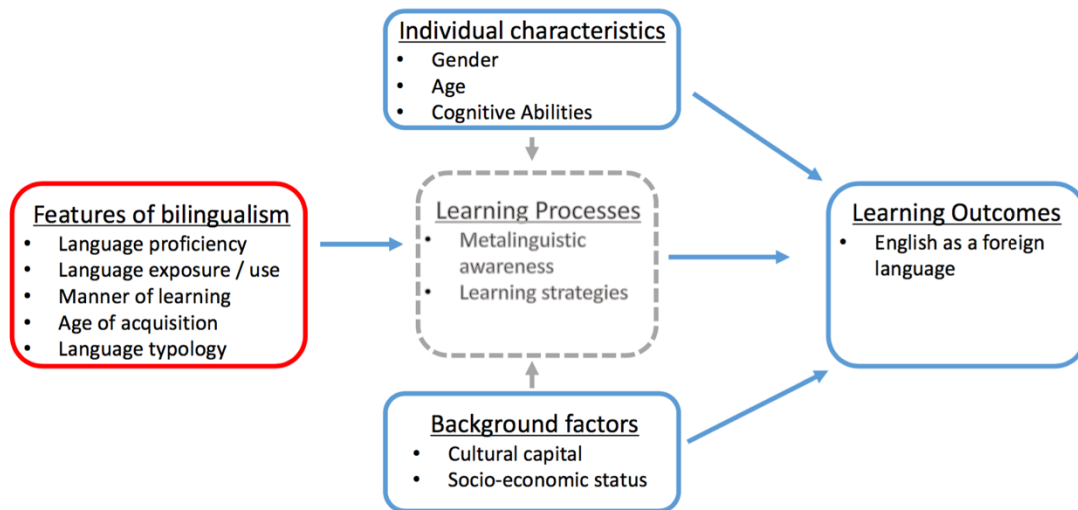 Individual characteristics
• Gender
• Age
• Cognitive Abilities
Features of bilingualism
• Language proficiency
• Language exposure / use
• Manner of learning
• Age of acquisition
• Language typology
Learning Processes
• Metalinguistic
awareness
• Learning strategies
Learning Outcomes
• English as a foreign
language
Background factors
• Cultural capital
• Socio-economic status